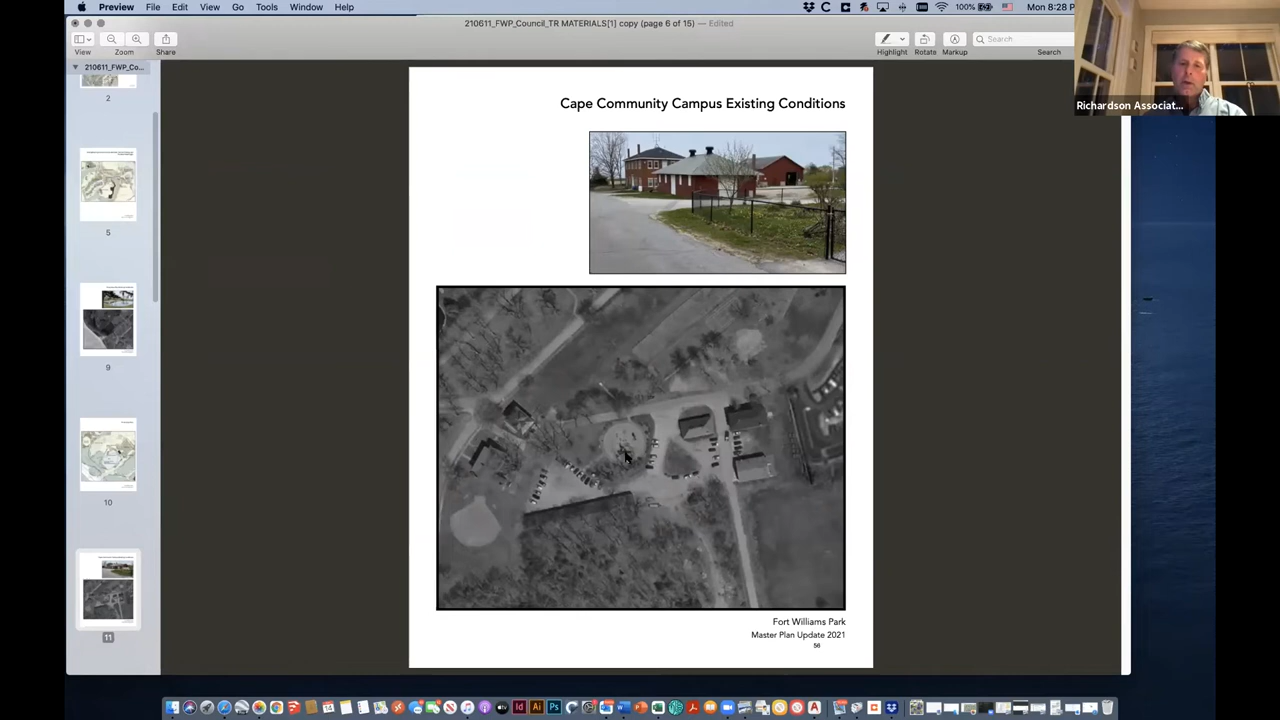 Preview File Edit View Go Tools Window Help
100%
Mon 8:28 P
210611_FWP_Council_TR MATERIALS[1] copy (page 6 of 15) — Edited
View Zoom Share
Highlight Rotate Markup Search
Search
210611_FWP_Co...
2
5
9
10
11
Cape Community Campus Existing Conditions
Fort Williams Park
Master Plan Update 2021
56
Richardson Associat...